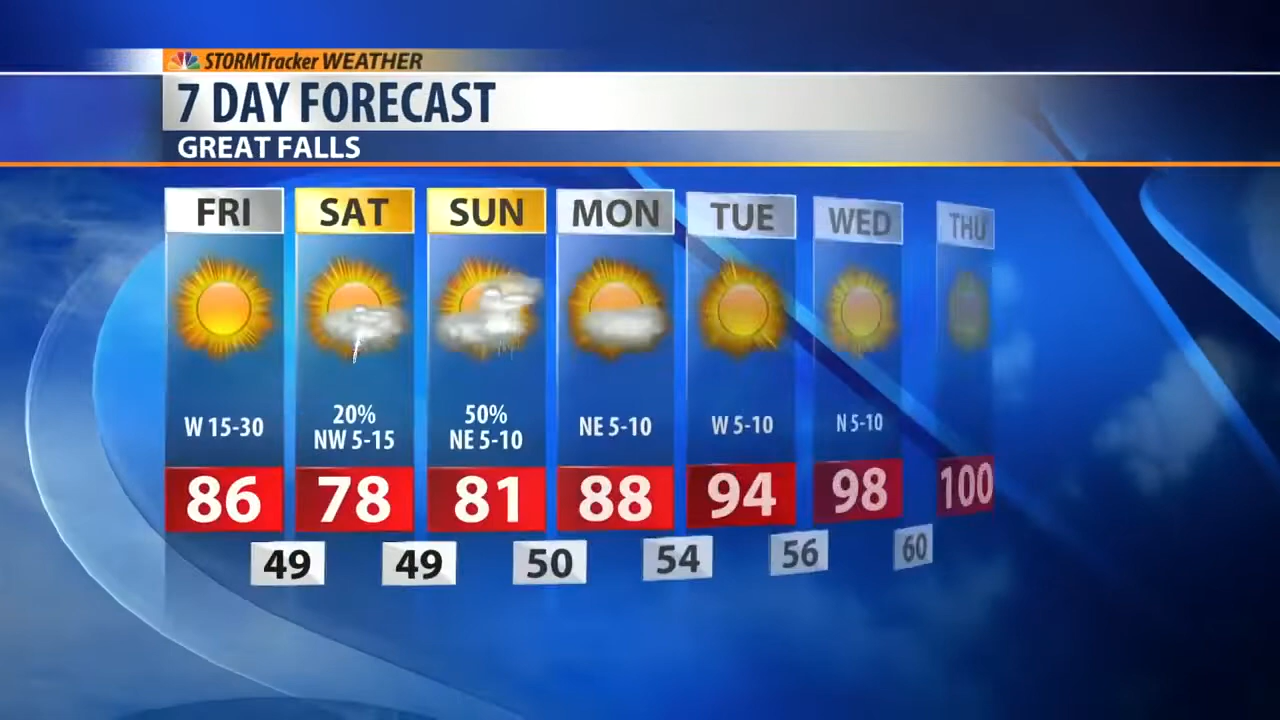 STORMTracker WEATHER
7 DAY FORECAST
GREAT FALLS
FRI SAT SUN MON TUE WED THU
W 15-30 20% NW 5-15 50% NE 5-10 NE 5-10 W 5-10 N 5-10
86 78 81 88 94 98 100
49 49 50 54 56 60